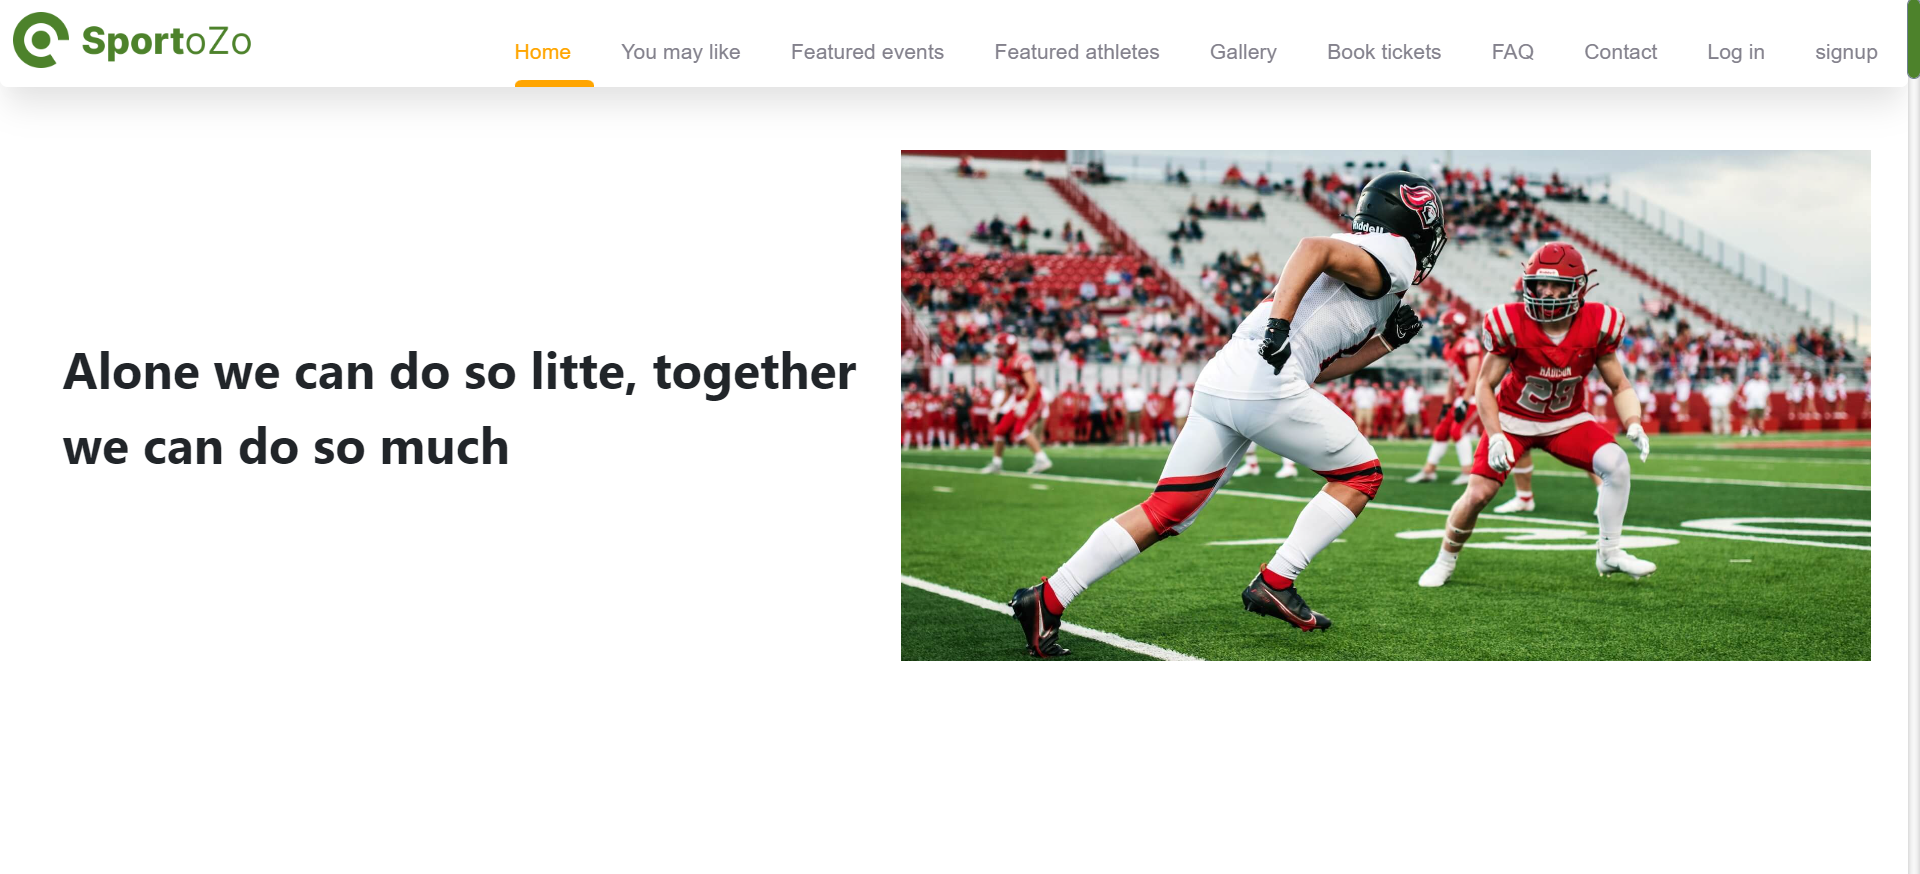 SportoZo
Home You may like Featured events Featured athletes Gallery Book tickets FAQ Contact Log in signup
Alone we can do so litte, together
we can do so much
Riddell
MADISON
28